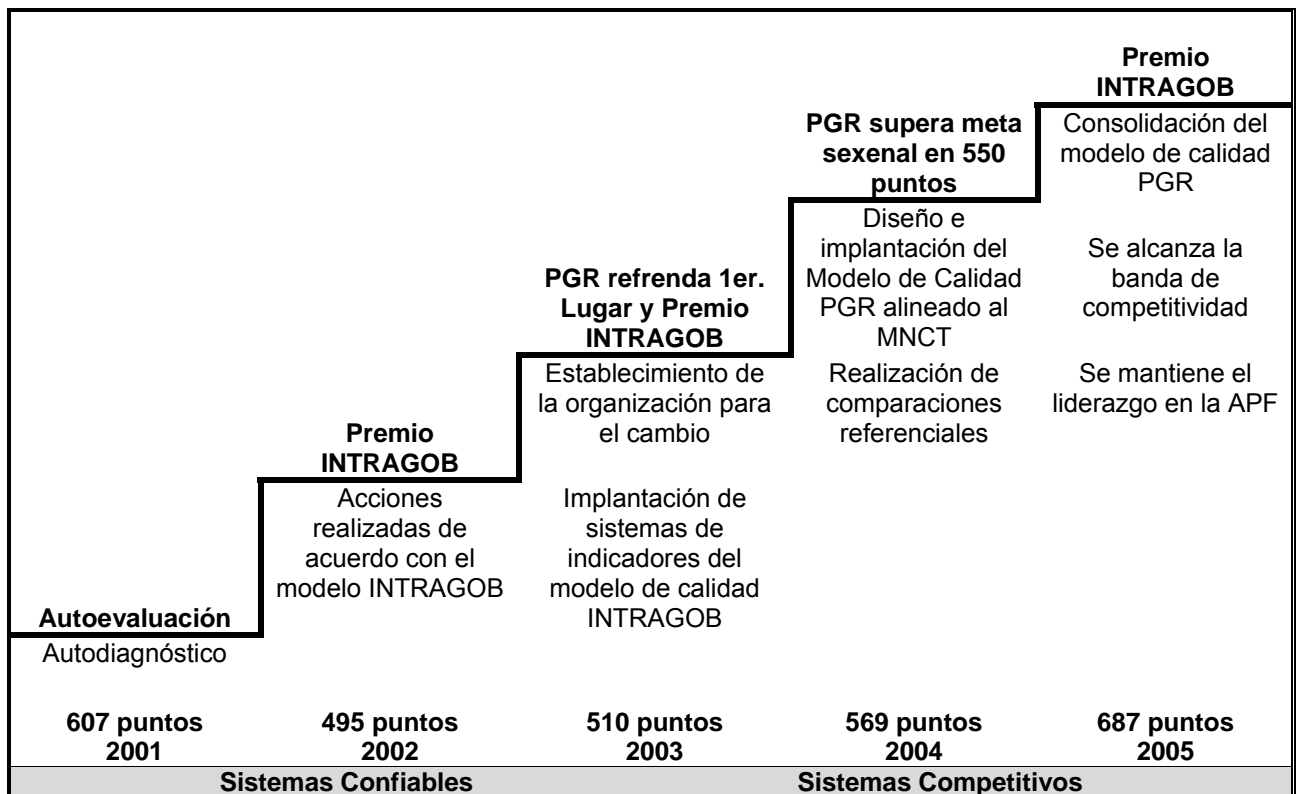 Autoevaluación
Autodiagnóstico
607 puntos
2001
Premio
INTRAGOB
Acciones
realizadas de
acuerdo con el
modelo INTRAGOB
495 puntos
2002
PGR refrenda 1er.
Lugar y Premio
INTRAGOB
Establecimiento de
la organización para
el cambio
Implantación de
sistemas de
indicadores del
modelo de calidad
INTRAGOB
510 puntos
2003
PGR supera meta
sexenal en 550
puntos
Diseño e
implantación del
Modelo de Calidad
PGR alineado al
MNCT
Realización de
comparaciones
referenciales
569 puntos
2004
Premio
INTRAGOB
Consolidación del
modelo de calidad
PGR
Se alcanza la
banda de
competitividad
Se mantiene el
liderazgo en la APF
687 puntos
2005
Sistemas Confiables
Sistemas Competitivos